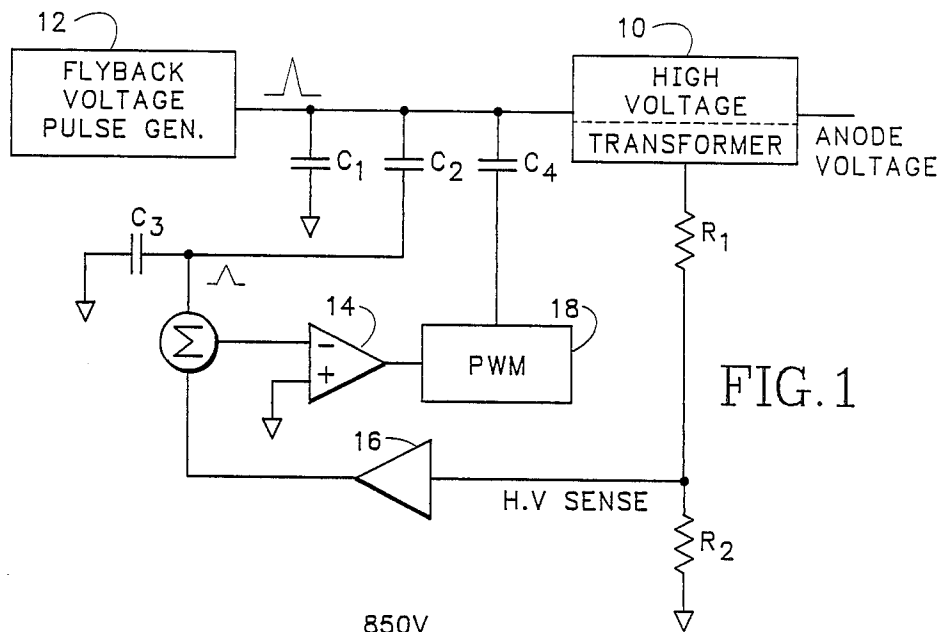 12
FLYBACK
VOLTAGE
PULSE GEN.
10
HIGH
VOLTAGE
TRANSFORMER
ANODE
VOLTAGE
C1
C2
C4
C3
R1
Σ
14
−
+
18
PWM
FIG. 1
16
H.V SENSE
R2
850V